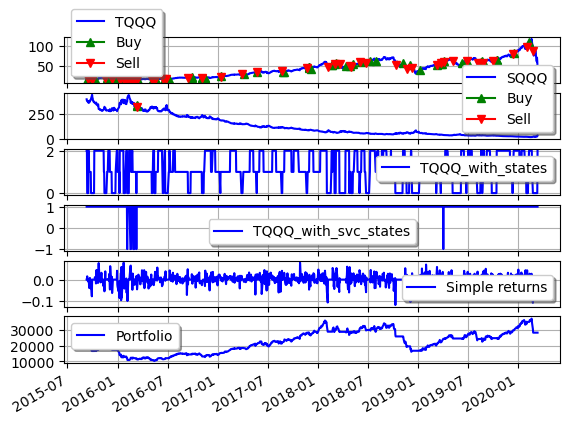 TQQQ
Buy
Sell
100
50
SQQQ
Buy
Sell
250
0
2
0
TQQQ_with_states
1
0
−1
TQQQ_with_svc_states
0.0
−0.1
Simple returns
30000
20000
10000
Portfolio
2015-07
2016-01
2016-07
2017-01
2017-07
2018-01
2018-07
2019-01
2019-07
2020-01